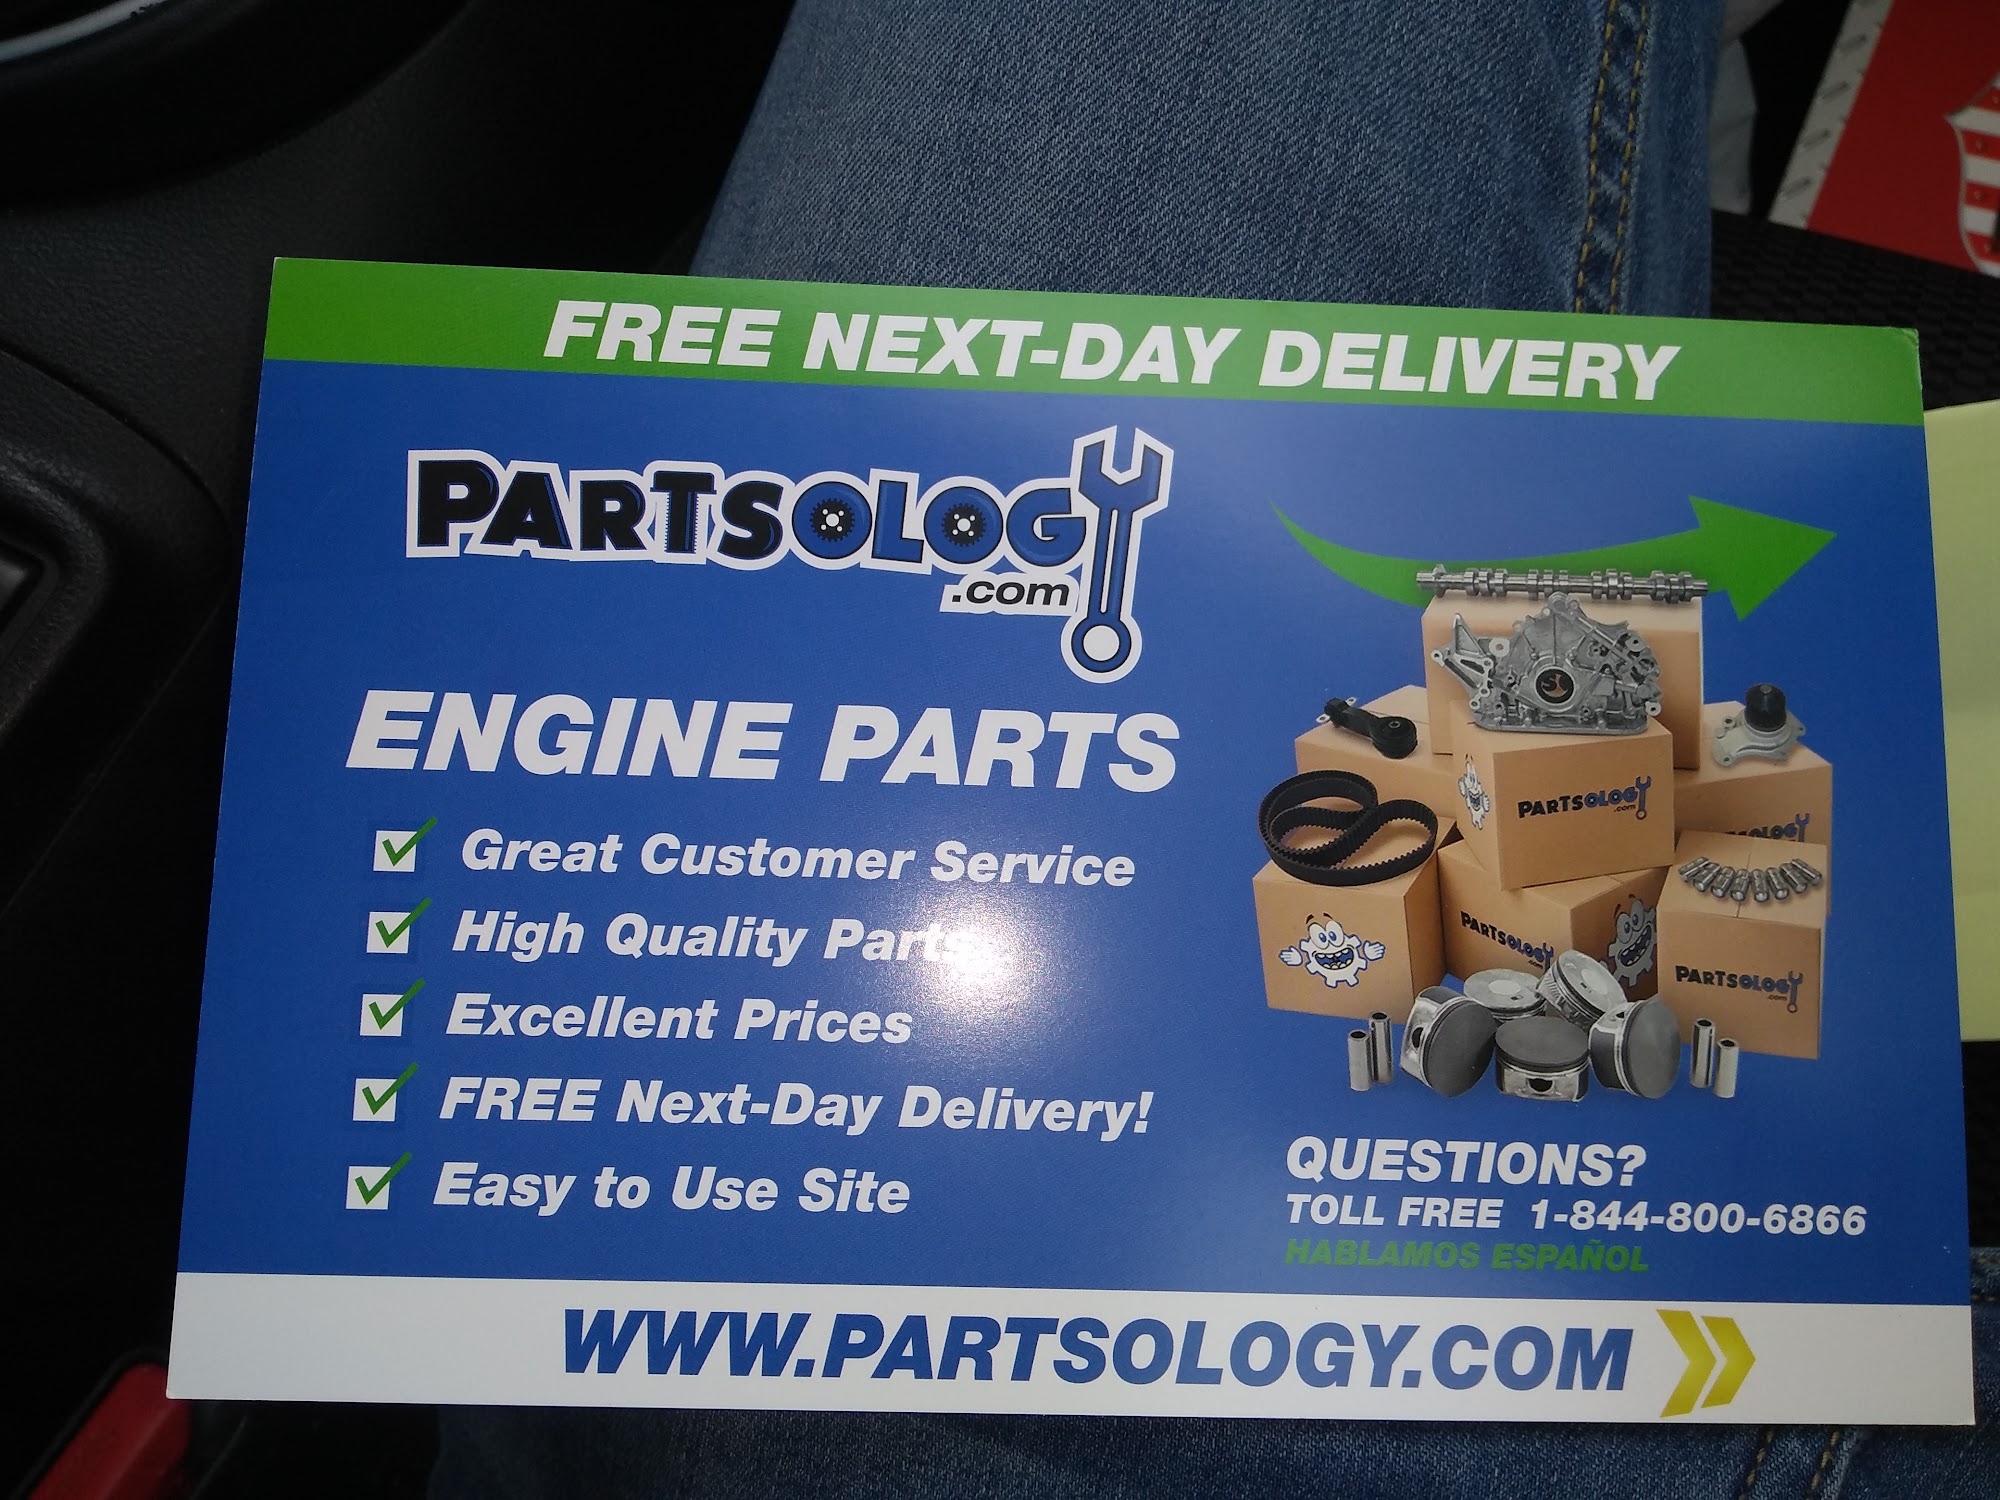 FREE NEXT-DAY DELIVERY
PARTSOLOGY
.com
ENGINE PARTS
Great Customer Service
High Quality Parts
Excellent Prices
FREE Next-Day Delivery!
Easy to Use Site
PARTSOLOGY
.com
PARTSOLOGY
.com
PARTSOLOGY
.com
QUESTIONS?
TOLL FREE 1-844-800-6866
HABLAMOS ESPAÑOL
WWW.PARTSOLOGY.COM